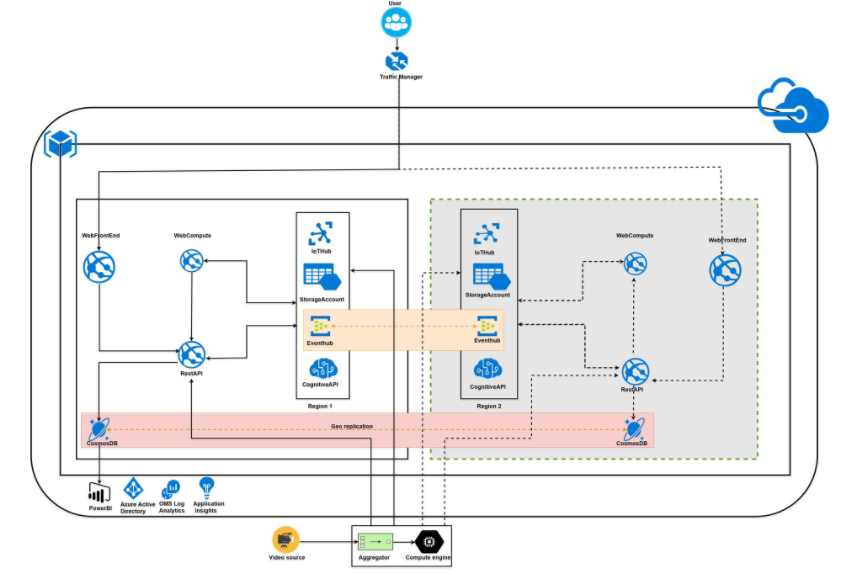 User
Traffic Manager
WebFrontEnd
WebCompute
IoTHub
StorageAccount
Eventhub
CognitiveAPI
RestAPI
Region 1
IoTHub
StorageAccount
Eventhub
CognitiveAPI
Region 2
WebCompute
WebFrontEnd
RestAPI
Geo replication
CosmosDB
CosmosDB
PowerBI
Azure Active
Directory
OMS Log
Analytics
Application
Insights
Video source
Aggregator
Compute engine